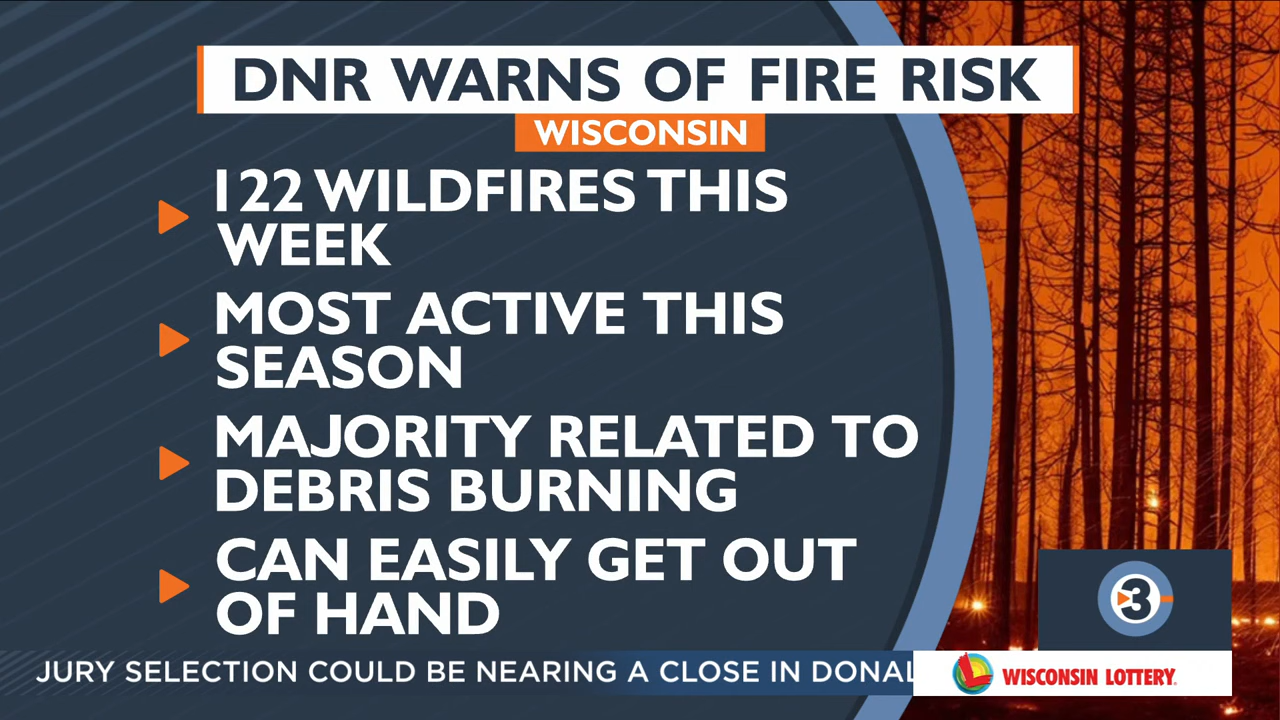 DNR WARNS OF FIRE RISK
WISCONSIN
122 WILDFIRES THIS
WEEK
MOST ACTIVE THIS
SEASON
MAJORITY RELATED TO
DEBRIS BURNING
CAN EASILY GET OUT
OF HAND
3
JURY SELECTION COULD BE NEARING A CLOSE IN DONAL
WISCONSIN LOTTERY